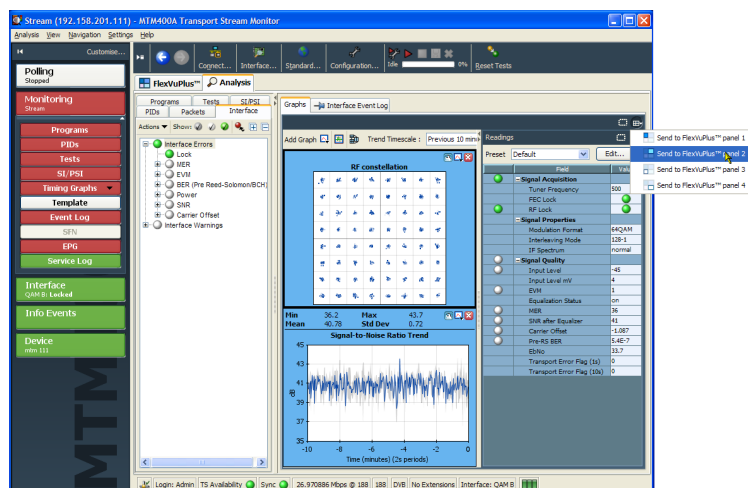 Stream (192.158.201.111) - MTM400A Transport Stream Monitor
Analysis View Navigation Settings Help
Customise...
Polling
Stopped
Monitoring
Stream
Programs
PIDs
Tests
SI/PSI
Timing Graphs
Template
Event Log
SFN
EPG
Service Log
Interface
QAM B: Locked
Info Events
Device
mtm 111
MTM
Connect...
Interface...
Standard...
Configuration...
Idle
0%
Reset Tests
FlexVuPlus™
Analysis
Programs Tests SI/PSI
PIDs Packets Interface
Actions Show:
Interface Errors
Lock
MER
EVM
BER (Pre Reed-Solomon/BCH)
Power
SNR
Carrier Offset
Interface Warnings
Graphs
Interface Event Log
Add Graph
Trend Timescale : Previous 10 min
RF constellation
Min 36.2 Max 43.7
Mean 40.78 Std Dev 0.72
Signal-to-Noise Ratio Trend
45
43
41
39
37
35
dB
-10 -8 -6 -4 -2 0
Time (minutes) (2s periods)
Readings
Preset Default Edit...
Field Valu
Signal Acquisition
Tuner Frequency 500
FEC Lock
RF Lock
Signal Properties
Modulation Format 64QAM
Interleaving Mode 128-1
IF Spectrum normal
Signal Quality
Input Level -45
Input Level mV 4
EVM 1
Equalization Status on
MER 36
SNR after Equalizer 41
Carrier Offset -1.087
Pre-RS BER 5.4E-7
EbNo 33.7
Transport Error Flag (1s) 0
Transport Error Flag (10s) 0
Send to FlexVuPlus™ panel 1
Send to FlexVuPlus™ panel 2
Send to FlexVuPlus™ panel 3
Send to FlexVuPlus™ panel 4
Login: Admin TS Availability Sync 26.970886 Mbps @ 188 188 DVB No Extensions Interface: QAM B